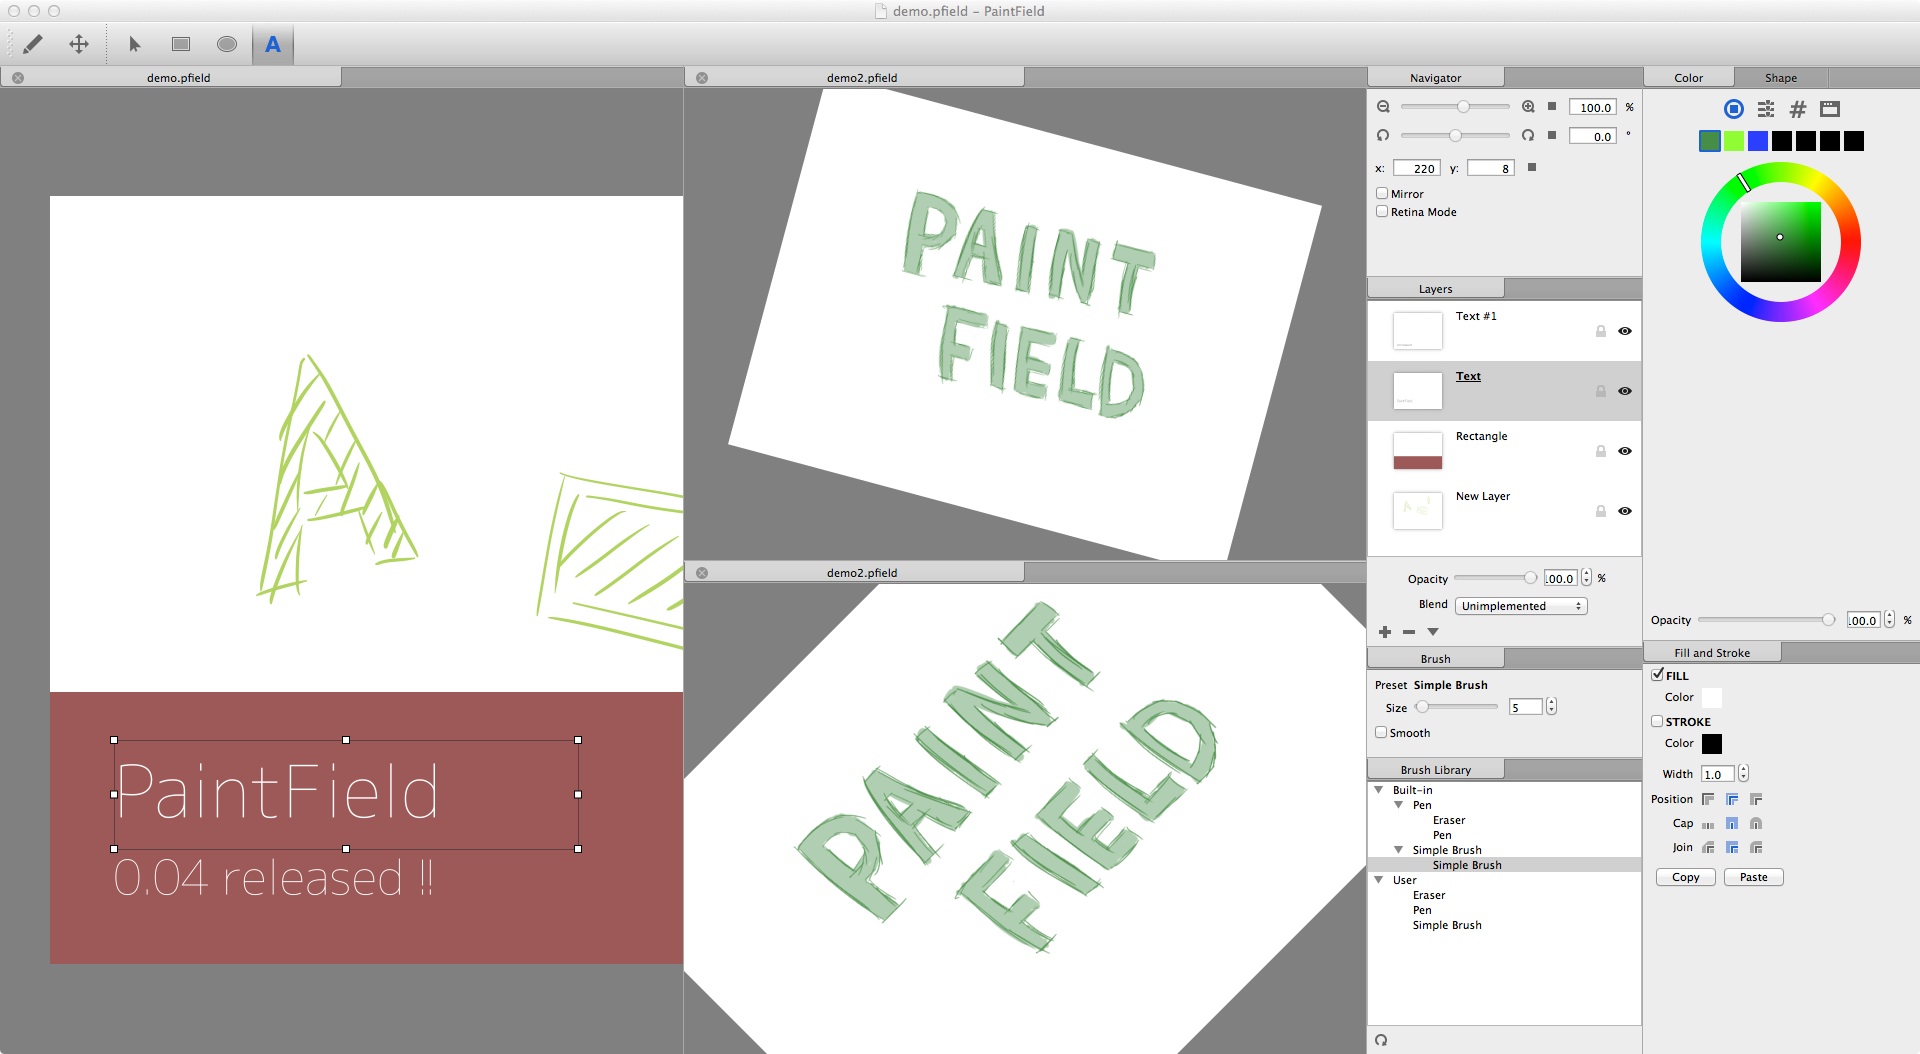 demo.pfield – PaintField
A
demo.pfield
A
PaintField
0.04 released !!
demo2.pfield
PAINT
FIELD
demo2.pfield
PAINT
FIELD
Navigator
100.0 %
0.0 °
x: 220 y: 8
Mirror
Retina Mode
Layers
Text #1
Text
Rectangle
New Layer
Opacity 100.0 %
Blend Unimplemented
Brush
Preset Simple Brush
Size 5
Smooth
Brush Library
Built-in
Pen
Eraser
Pen
Simple Brush
Simple Brush
User
Eraser
Pen
Simple Brush
Color Shape
#
Opacity 100.0 %
Fill and Stroke
FILL
Color
STROKE
Color
Width 1.0
Position
Cap
Join
Copy Paste